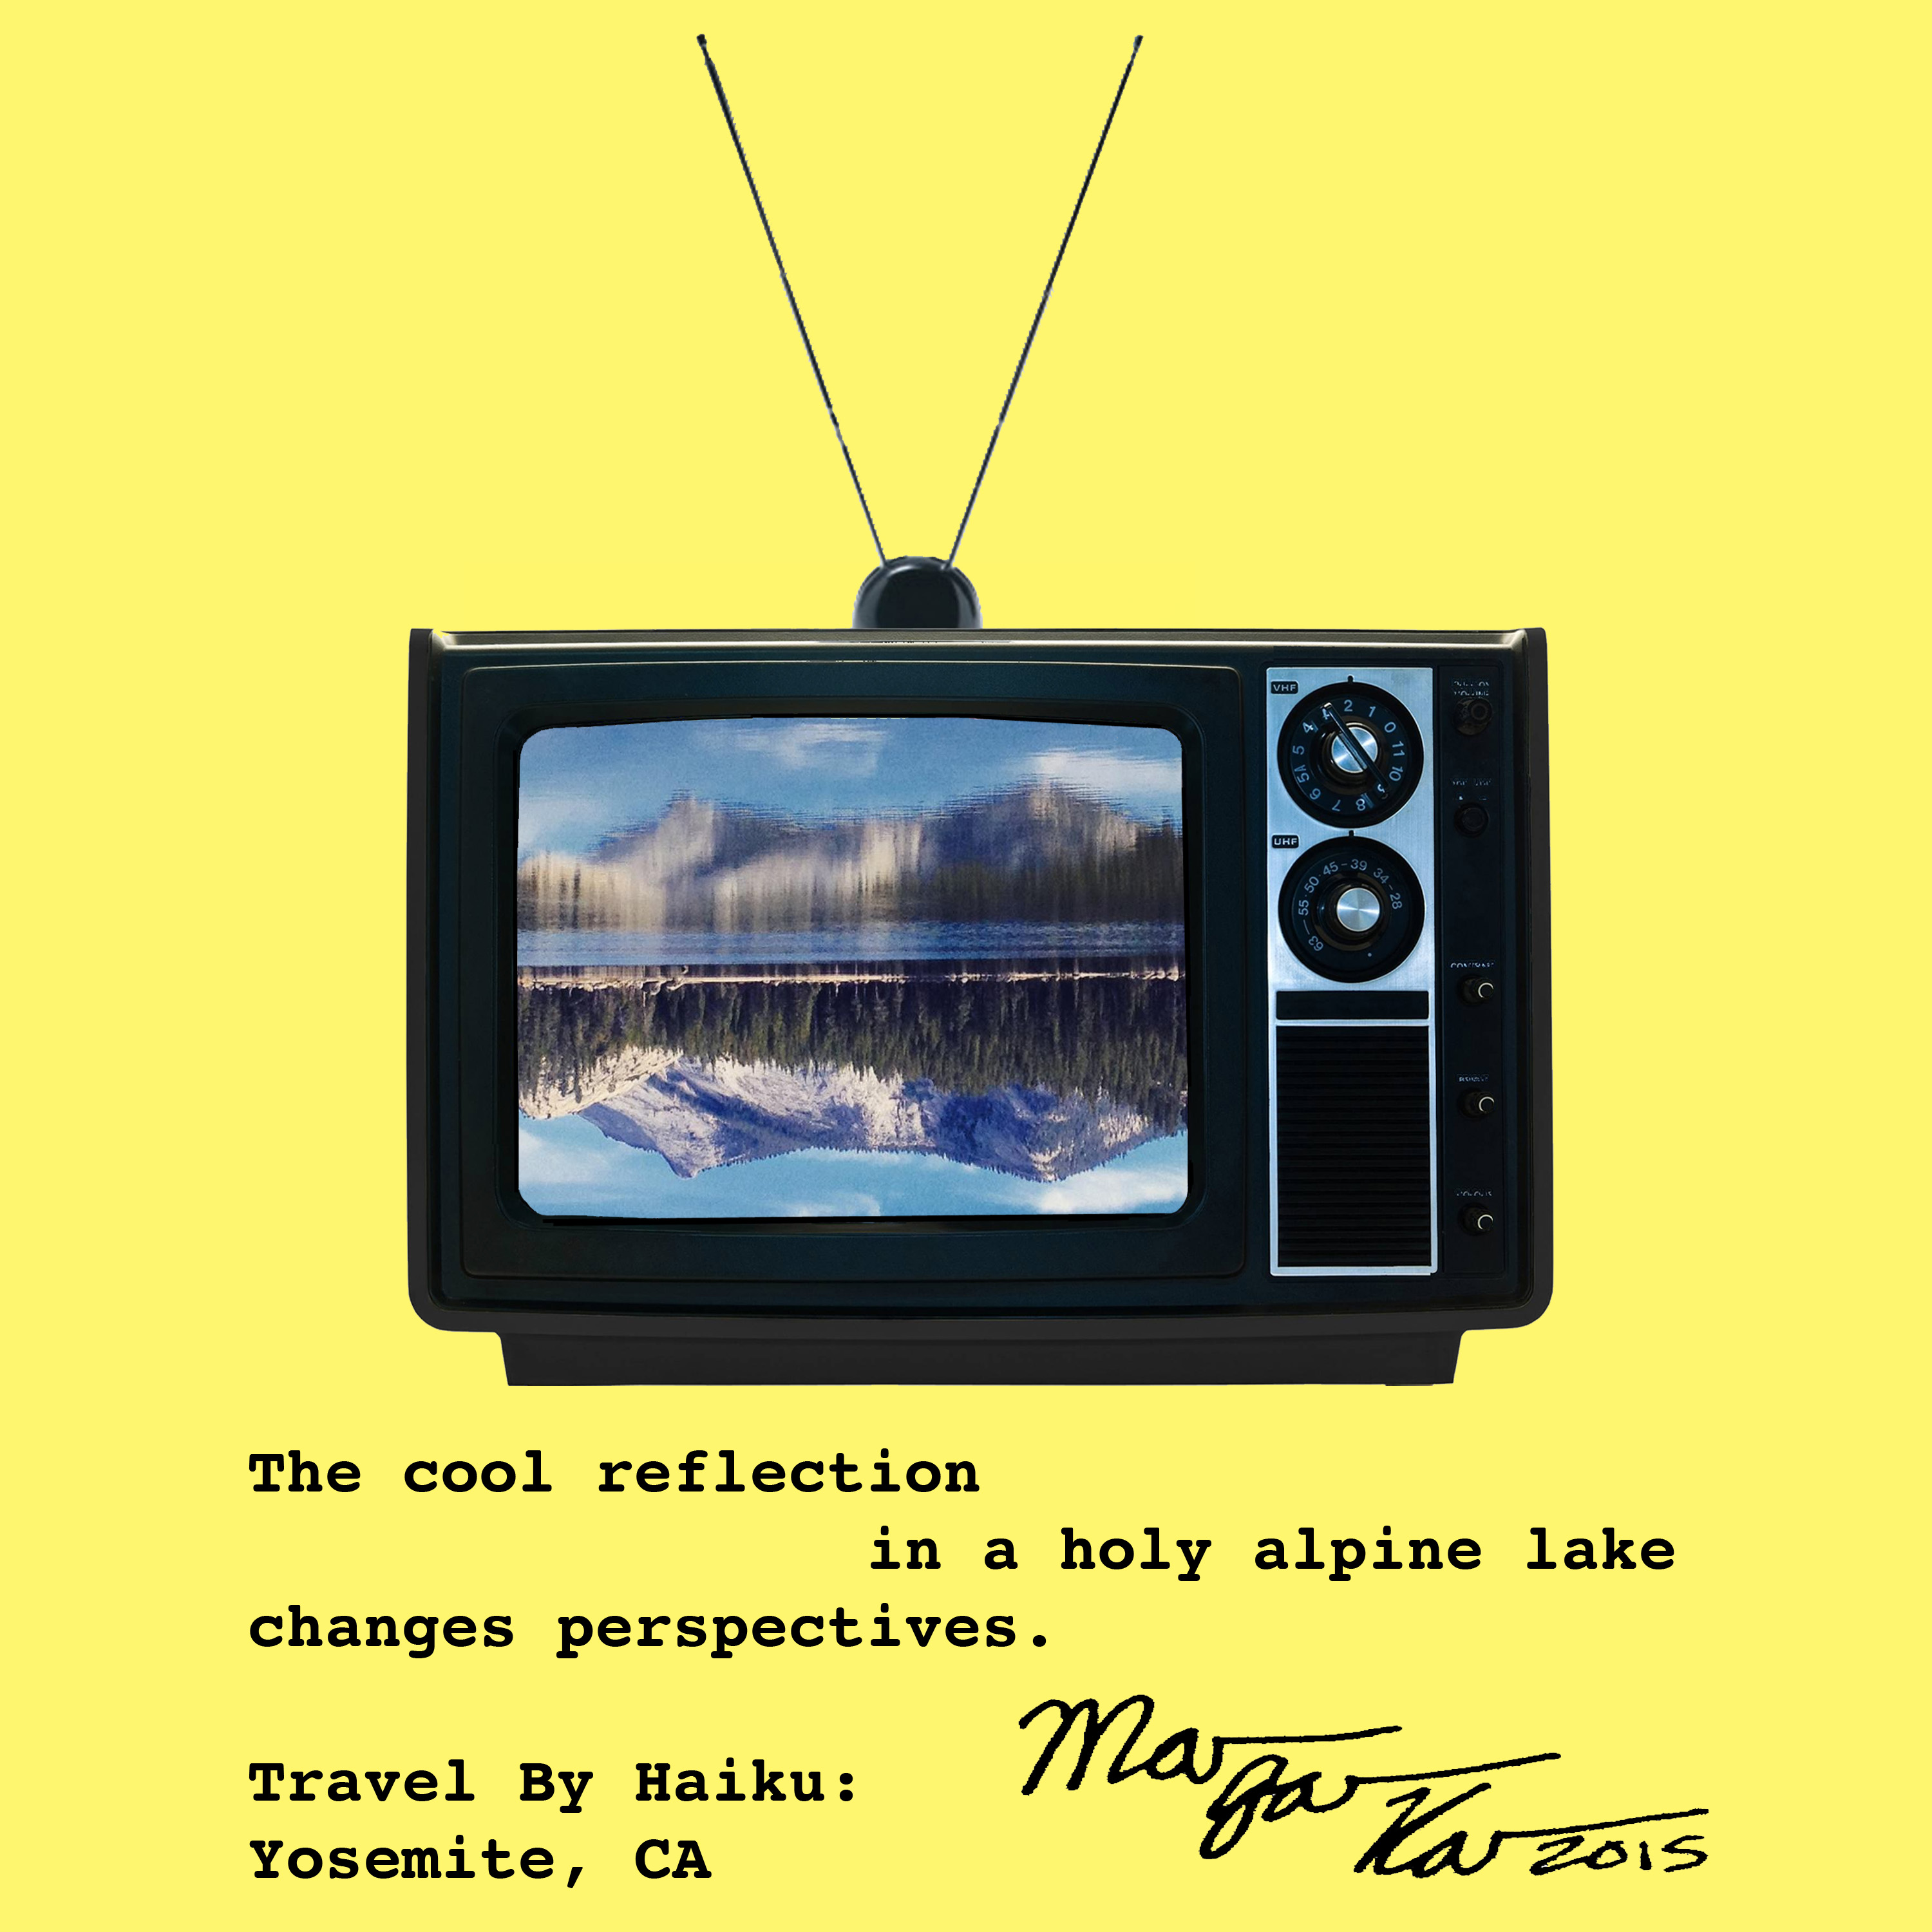 VHF
2 1 0 11 10 8 7 6 5A 5 4
UHF
63 55 50 45 39 34 28
The cool reflection
in a holy alpine lake
changes perspectives.
Travel By Haiku:
Yosemite, CA
2015